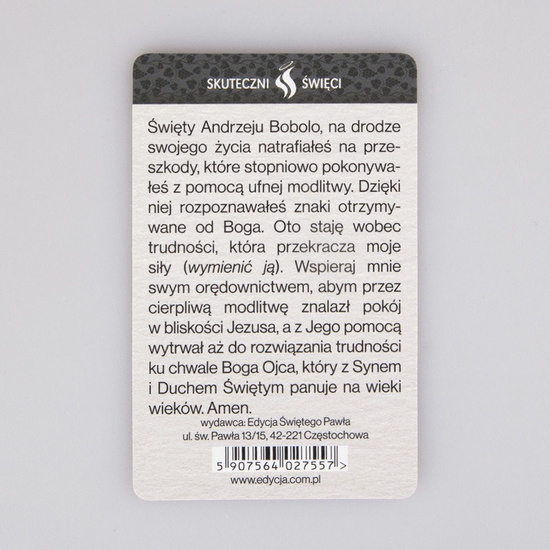 SKUTECZNI ŚWIĘCI
Święty Andrzeju Bobolo, na drodze
swojego życia natrafiałeś na prze-
szkody, które stopniowo pokonywa-
łeś z pomocą ufnej modlitwy. Dzięki
niej rozpoznawałeś znaki otrzymy-
wane od Boga. Oto staję wobec
trudności, która przekracza moje
siły (wymienić ją). Wspieraj mnie
swym orędownictwem, abym przez
cierpliwą modlitwę znalazł pokój
w bliskości Jezusa, a z Jego pomocą
wytrwał aż do rozwiązania trudności
ku chwale Boga Ojca, który z Synem
i Duchem Świętym panuje na wieki
wieków. Amen.
wydawca: Edycja Świętego Pawła
ul. św. Pawła 13/15, 42-221 Częstochowa
5 907564 027557 >
www.edycja.com.pl